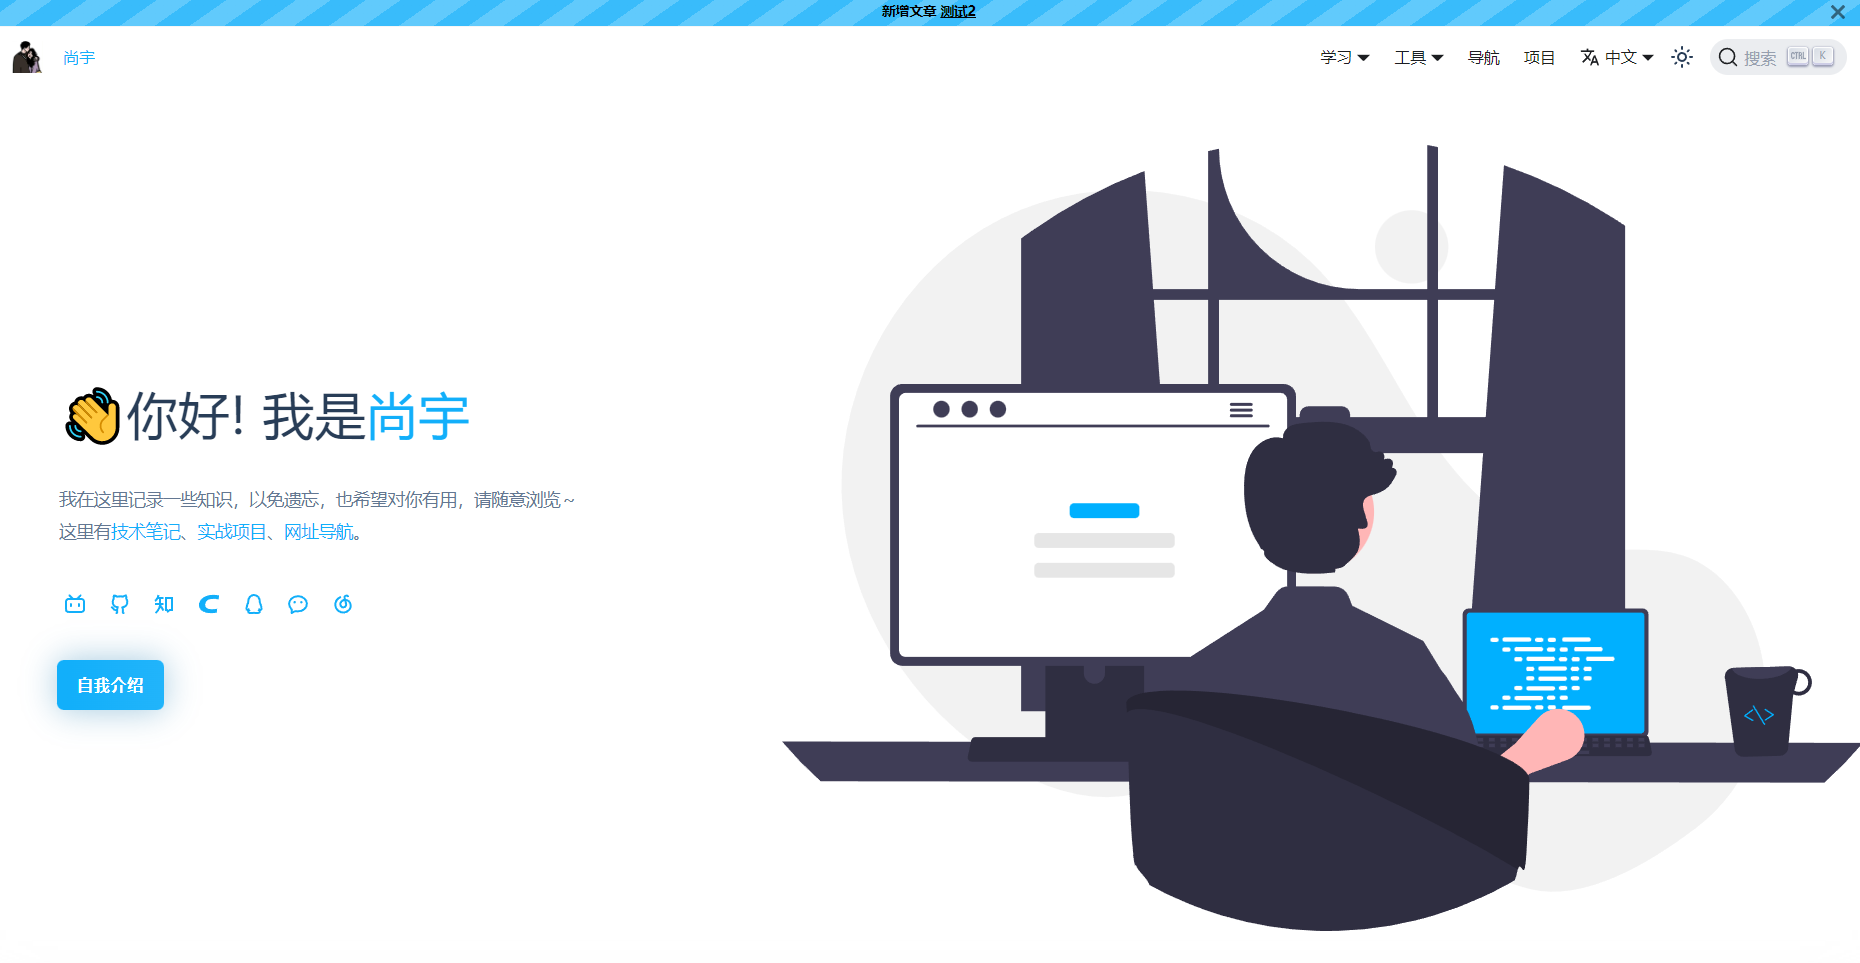 新增文章 测试2
尚宇
学习 工具 导航 项目 中文 搜索 CTRL K
你好! 我是尚宇
我在这里记录一些知识，以免遗忘，也希望对你有用，请随意浏览~
这里有技术笔记、实战项目、网址导航。
知
自我介绍
<\>